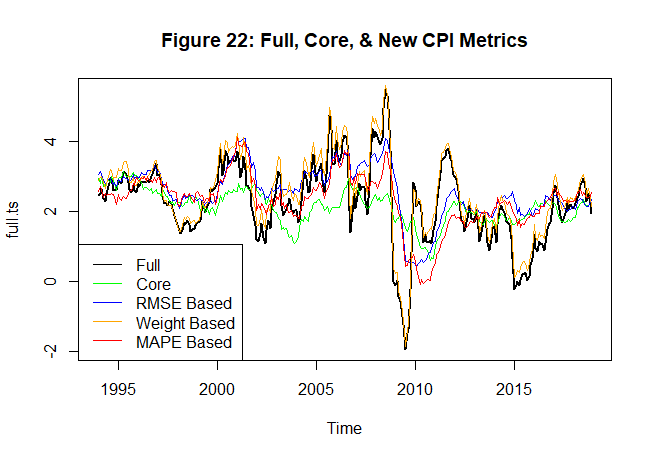 Figure 22: Full, Core, & New CPI Metrics
full.ts
4
2
0
-2
Full
Core
RMSE Based
Weight Based
MAPE Based
1995
2000
2005
2010
2015
Time